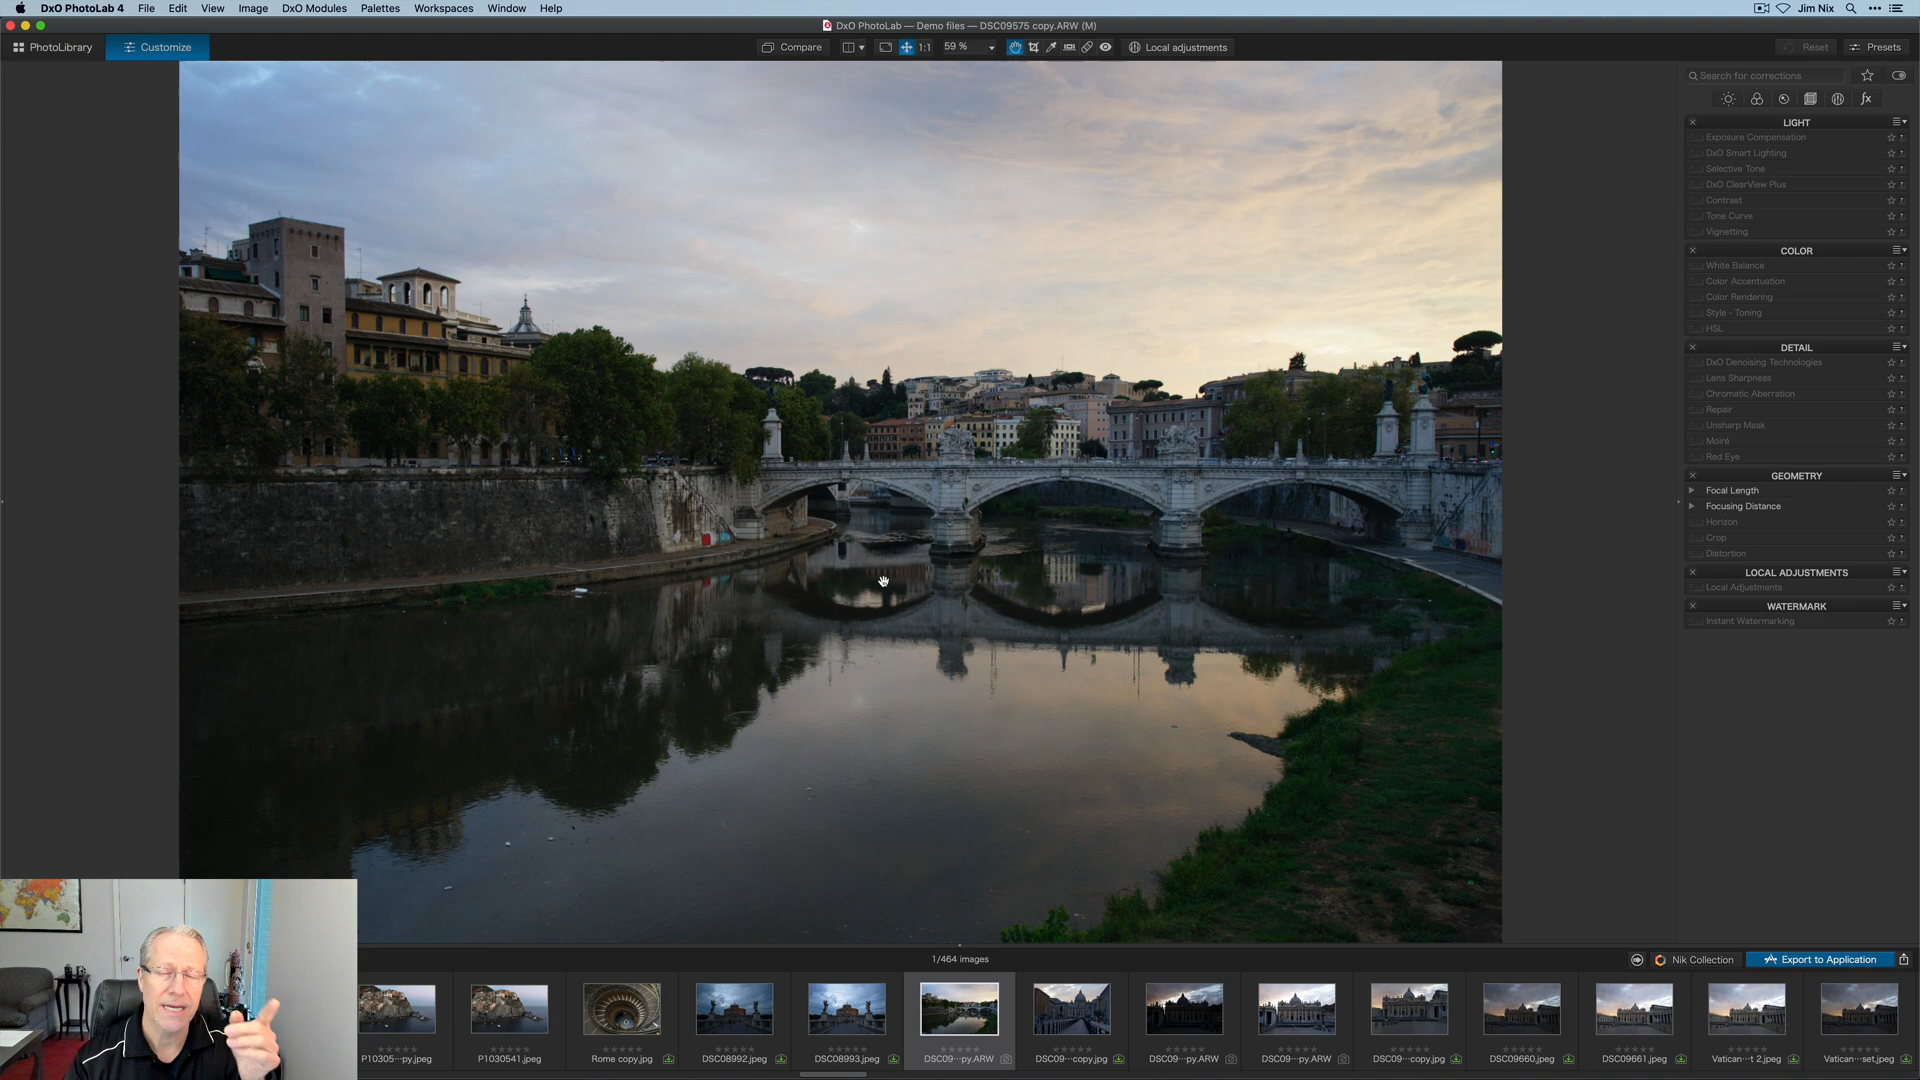 DxO PhotoLab 4 File Edit View Image DxO Modules Palettes Workspaces Window Help Jim Nix
DxO PhotoLab — Demo files — DSC09575 copy.ARW (M)
PhotoLibrary Customize Compare 1:1 59 % Local adjustments Reset Presets
Search for corrections
fx
LIGHT
Exposure Compensation
DxO Smart Lighting
Selective Tone
DxO ClearView Plus
Contrast
Tone Curve
Vignetting
COLOR
White Balance
Color Accentuation
Color Rendering
Style - Toning
HSL
DETAIL
DxO Denoising Technologies
Lens Sharpness
Chromatic Aberration
Repair
Unsharp Mask
Moiré
Red Eye
GEOMETRY
Focal Length
Focusing Distance
Horizon
Crop
Distortion
LOCAL ADJUSTMENTS
Local Adjustments
WATERMARK
Instant Watermarking
1/464 images
Nik Collection Export to Application
P10305···py.jpeg P1030541.jpeg Rome copy.jpg DSC08992.jpeg DSC08993.jpeg DSC09···py.ARW DSC09···copy.jpg DSC09···py.ARW DSC09···py.ARW DSC09···copy.jpg DSC09660.jpeg DSC09661.jpeg Vatican···t 2.jpeg Vatican···set.jpeg